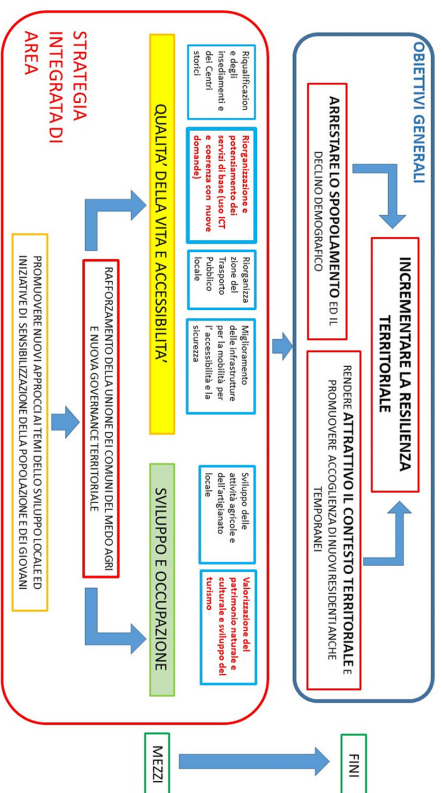 OBIETTIVI GENERALI
INCREMENTARE LA RESILIENZA
TERRITORIALE
ARRESTARE LO SPOPOLAMENTO ED IL
DECLINO DEMOGRAFICO
RENDERE ATTRATTIVO IL CONTESTO TERRITORIALE E
PROMUOVERE ACCOGLIENZA DI NUOVI RESIDENTI ANCHE
TEMPORANEI
FINI
Riqualificazion
e degli
insediamenti e
dei Centri
storici
Riorganizzazione e
potenziamento dei
servizi di base (uso ICT
e coerenza con nuove
domande)
Riorganizza
zione del
Trasporto
Pubblico
locale
Miglioramento
delle infrastrutture
per la mobilità per
l' accessibilità e la
sicurezza
Sviluppo delle
attività agricole e
dell'artigianato
locale
Valorizzazione del
patrimonio naturale e
culturale e sviluppo del
turismo
QUALITA' DELLA VITA E ACCESSIBILITA'
SVILUPPO E OCCUPAZIONE
MEZZI
STRATEGIA
INTEGRATA DI
AREA
RAFFORZAMENTO DELLA UNIONE DEI COMUNI DEL MEDO AGRI
E NUOVA GOVERNANCE TERRITORIALE
PROMUOVERE NUOVI APPROCCI AI TEMI DELLO SVILUPPO LOCALE ED
INIZIATIVE DI SENSIBILIZZAZIONE DELLA POPOLAZIONE E DEI GIOVANI